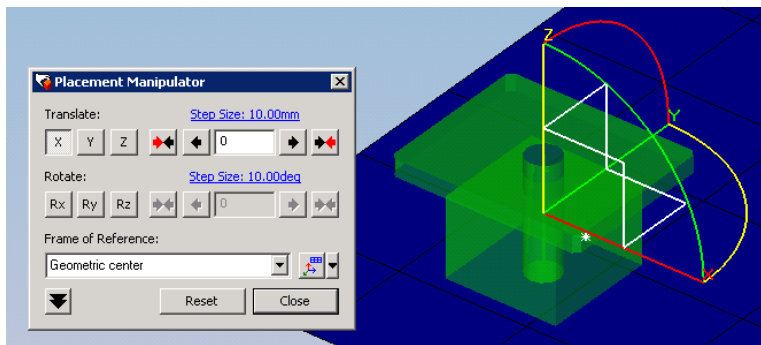 Placement Manipulator
Translate: Step Size: 10.00mm
X Y Z 0
Rotate: Step Size: 10.00deg
Rx Ry Rz 0
Frame of Reference:
Geometric center
Reset Close
Z
Y
X